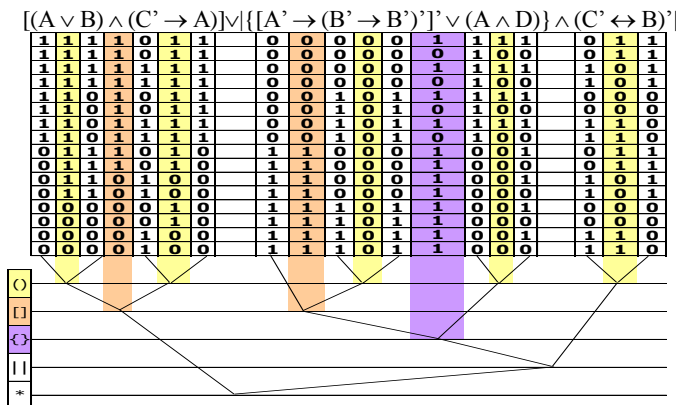 [(A ∨ B) ∧ (C’ → A)]∨|{[A’ → (B’ → B’)’]’ ∨ (A ∧ D)} ∧ (C’ ↔ B)’|
1 1 1 1 0 1 1 0 0 0 0 0 1 1 1 1 0 1 1
1 1 1 1 0 1 1 0 0 0 0 0 0 1 0 0 0 1 1
1 1 1 1 1 1 1 0 0 0 0 0 1 1 1 1 1 0 1
1 1 1 1 1 1 1 0 0 0 0 0 0 1 0 0 1 0 1
1 1 0 1 0 1 1 0 0 1 0 1 1 1 1 1 0 0 0
1 1 0 1 0 1 1 0 0 1 0 1 0 1 0 0 0 0 0
1 1 0 1 1 1 1 0 0 1 0 1 1 1 1 1 1 1 0
1 1 0 1 1 1 1 0 0 1 0 1 0 1 0 0 1 1 0
0 1 1 1 0 1 0 1 1 0 0 0 1 0 0 1 0 1 1
0 1 1 1 0 1 0 1 1 0 0 0 1 0 0 0 0 1 1
0 1 1 0 1 0 0 1 1 0 0 0 1 0 0 1 1 0 1
0 1 1 0 1 0 0 1 1 0 0 0 1 0 0 0 1 0 1
0 0 0 0 0 1 0 1 1 1 0 1 1 0 0 1 0 0 0
0 0 0 0 0 1 0 1 1 1 0 1 1 0 0 0 0 0 0
0 0 0 0 1 0 0 1 1 1 0 1 1 0 0 1 1 1 0
0 0 0 0 1 0 0 1 1 1 0 1 1 0 0 0 1 1 0
()
[]
{}
||
*